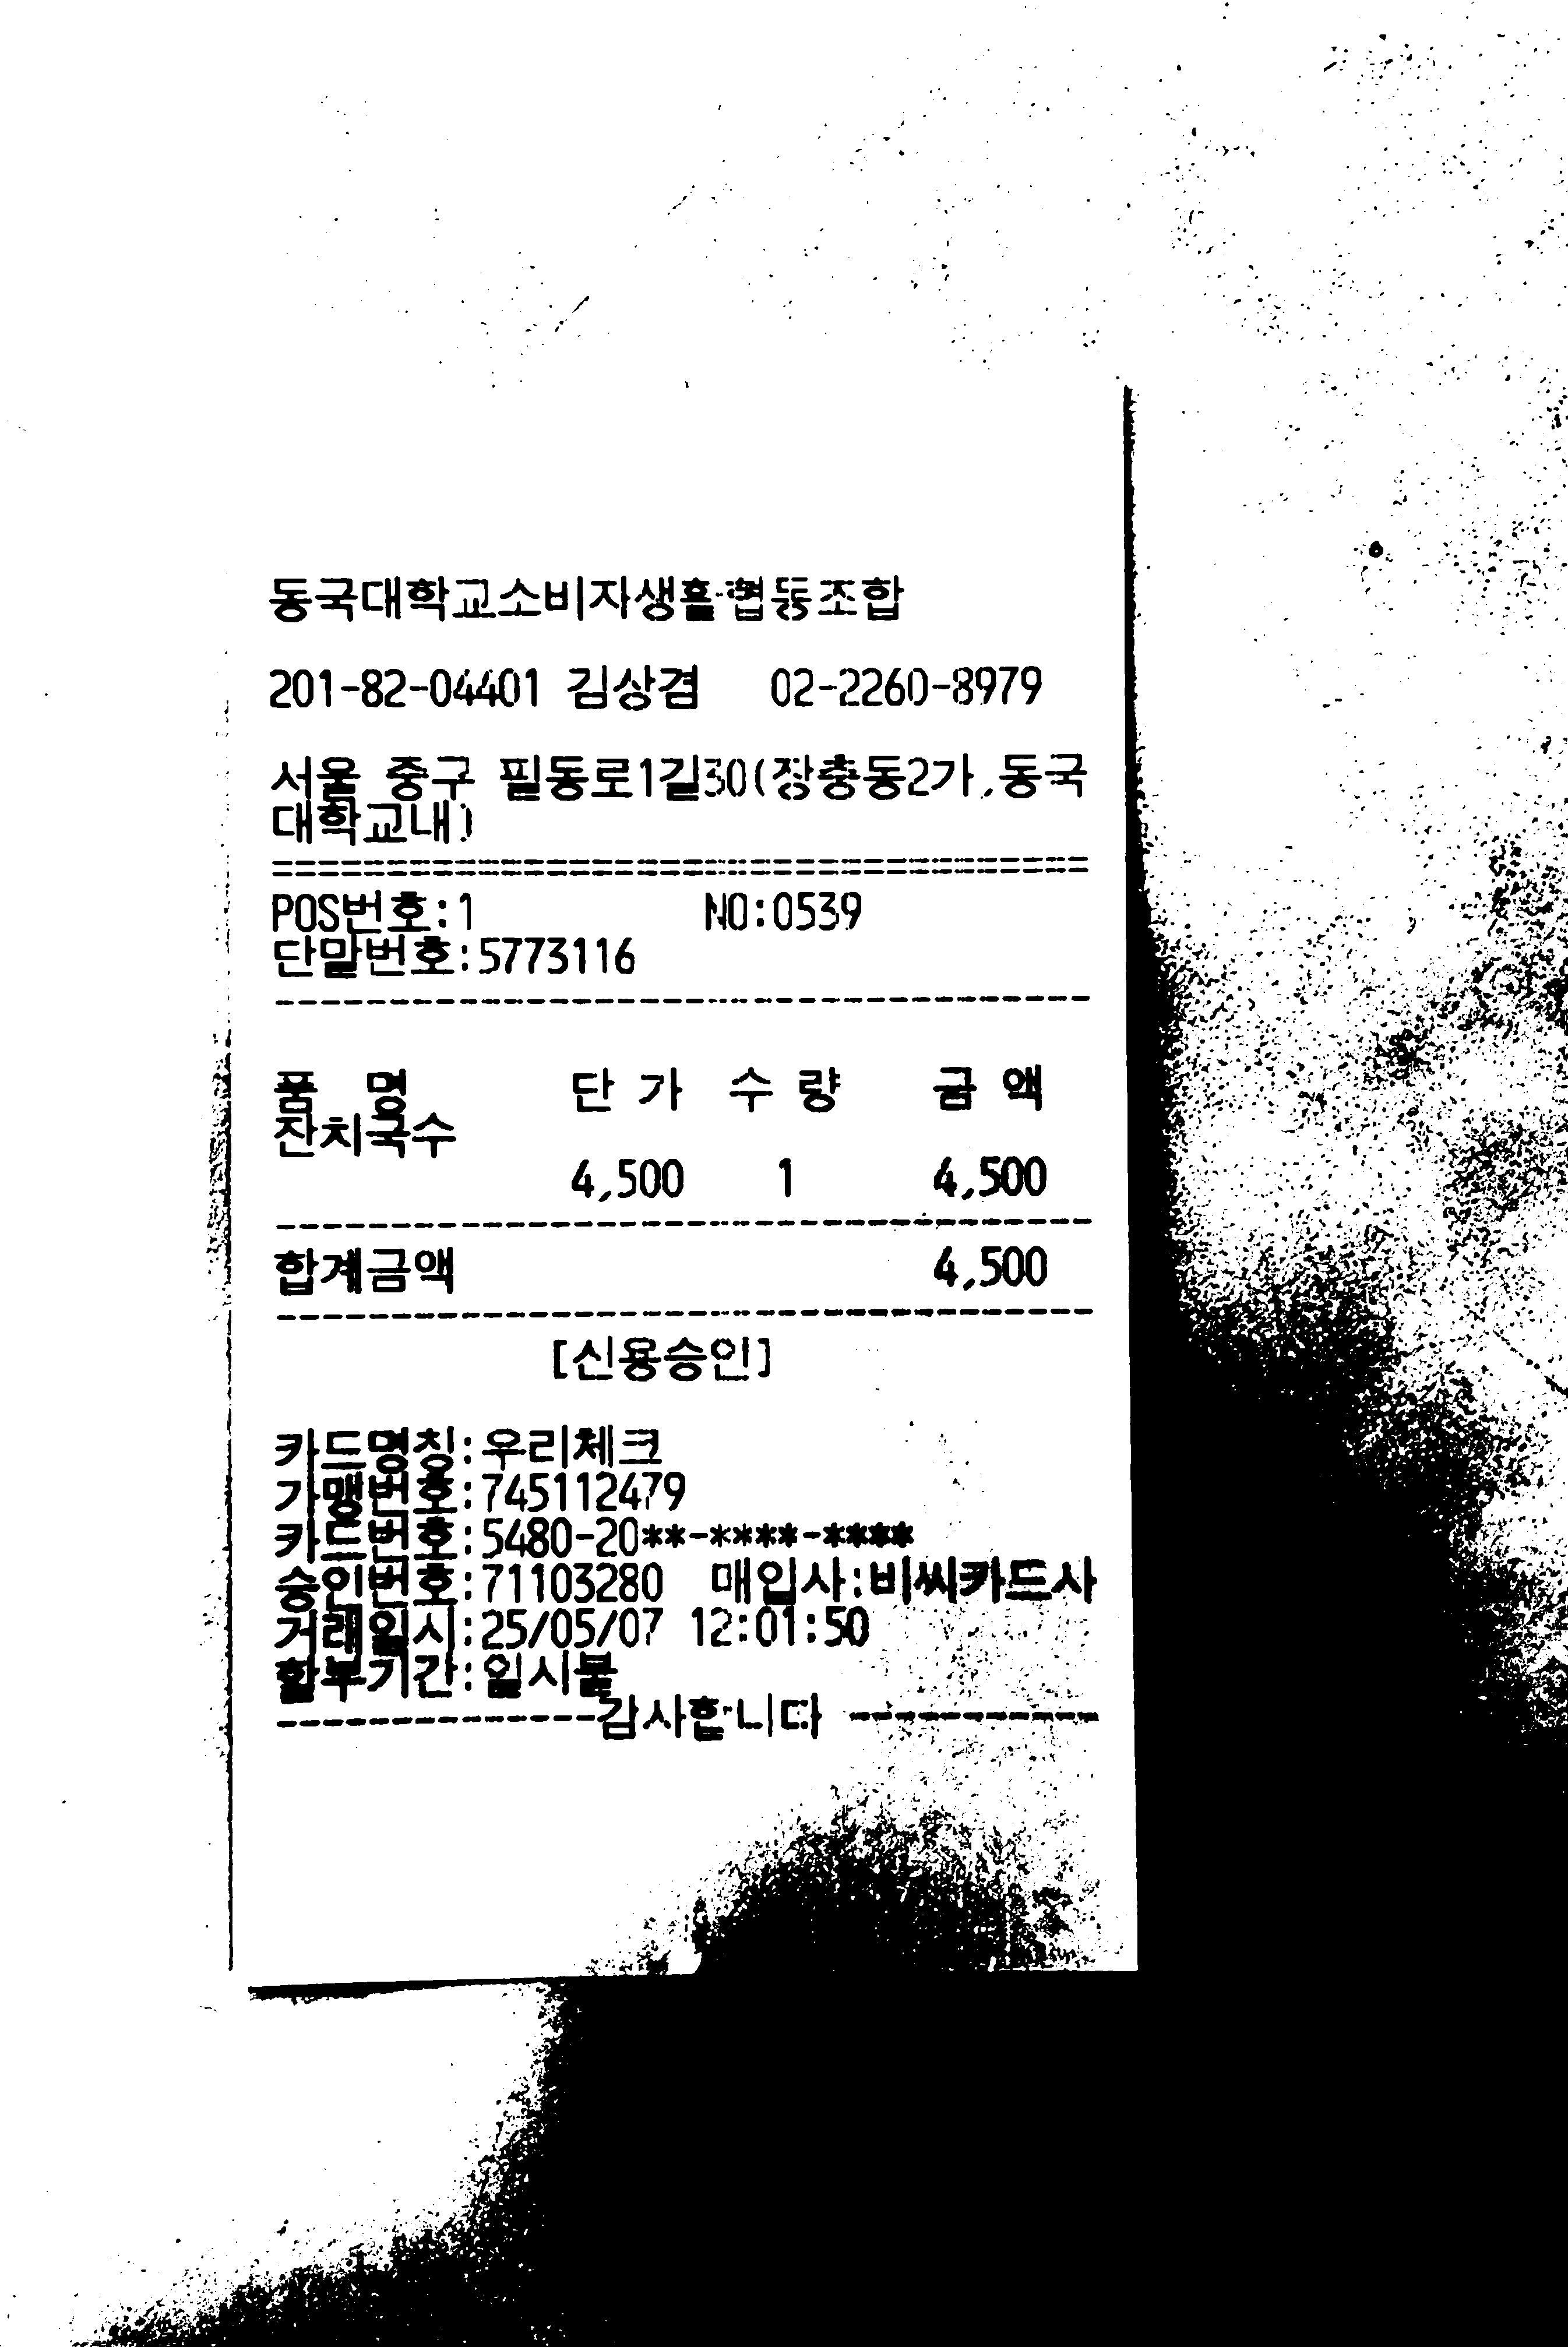 동국대학교소비자생활협동조합
201-82-04401 김상겸 02-2260-8979
서울 중구 필동로1길30(장충동2가,동국
대학교내)
==================================
POS번호:1 NO:0539
단말번호:5773116
----------------------------------
품 명 단 가 수 량 금 액
잔치국수
4,500 1 4,500
----------------------------------
합계금액 4,500
----------------------------------
[신용승인]
카드명칭:우리체크
가맹번호:745112479
카드번호:5480-20**-****-****
승인번호:71103280 매입사:비씨카드사
거래일시:25/05/07 12:01:50
할부기간:일시불
--------------감사합니다 -----------